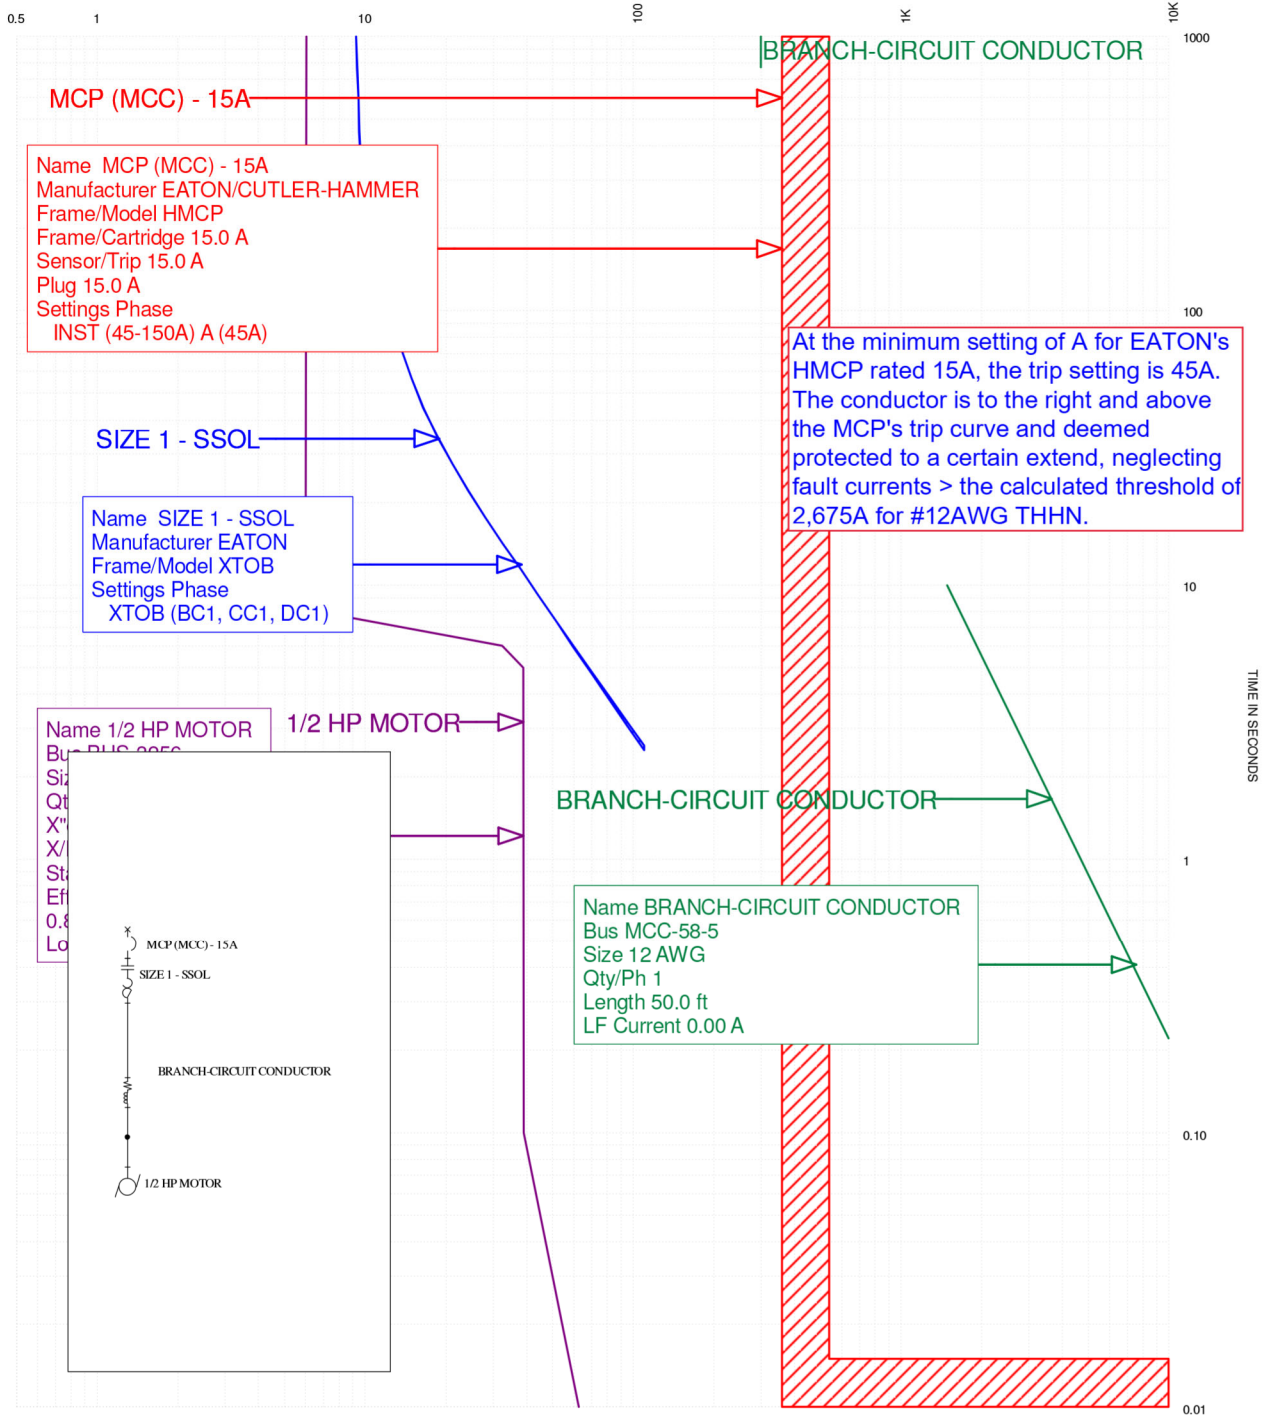 0.5 1 10 100 1K 10K
1000
BRANCH-CIRCUIT CONDUCTOR
MCP (MCC) - 15A
Name MCP (MCC) - 15A
Manufacturer EATON/CUTLER-HAMMER
Frame/Model HMCP
Frame/Cartridge 15.0 A
Sensor/Trip 15.0 A
Plug 15.0 A
Settings Phase
INST (45-150A) A (45A)
100
At the minimum setting of A for EATON's
HMCP rated 15A, the trip setting is 45A.
The conductor is to the right and above
the MCP's trip curve and deemed
protected to a certain extend, neglecting
fault currents > the calculated threshold of
2,675A for #12AWG THHN.
SIZE 1 - SSOL
Name SIZE 1 - SSOL
Manufacturer EATON
Frame/Model XTOB
Settings Phase
XTOB (BC1, CC1, DC1)
10
TIME IN SECONDS
1/2 HP MOTOR
Name 1/2 HP MOTOR
BRANCH-CIRCUIT CONDUCTOR
1
Name BRANCH-CIRCUIT CONDUCTOR
Bus MCC-58-5
Size 12 AWG
Qty/Ph 1
Length 50.0 ft
LF Current 0.00 A
MCP (MCC) - 15A
SIZE 1 - SSOL
BRANCH-CIRCUIT CONDUCTOR
1/2 HP MOTOR
0.10
0.01